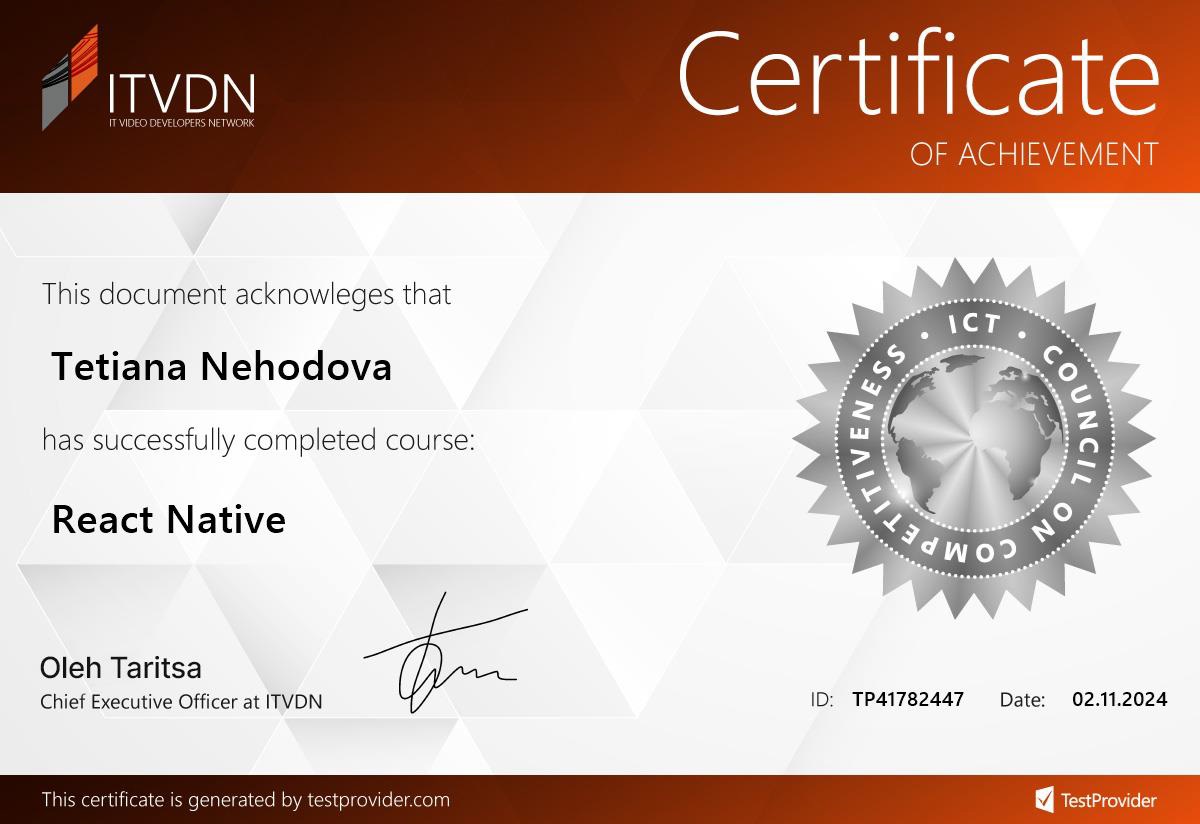 ITVDN
IT VIDEO DEVELOPERS NETWORK
Certificate
OF ACHIEVEMENT
This document acknowleges that
Tetiana Nehodova
has successfully completed course:
React Native
ICT • COUNCIL ON COMPETITIVENESS •
Oleh Taritsa
Chief Executive Officer at ITVDN
ID: TP41782447 Date: 02.11.2024
This certificate is generated by testprovider.com
TestProvider